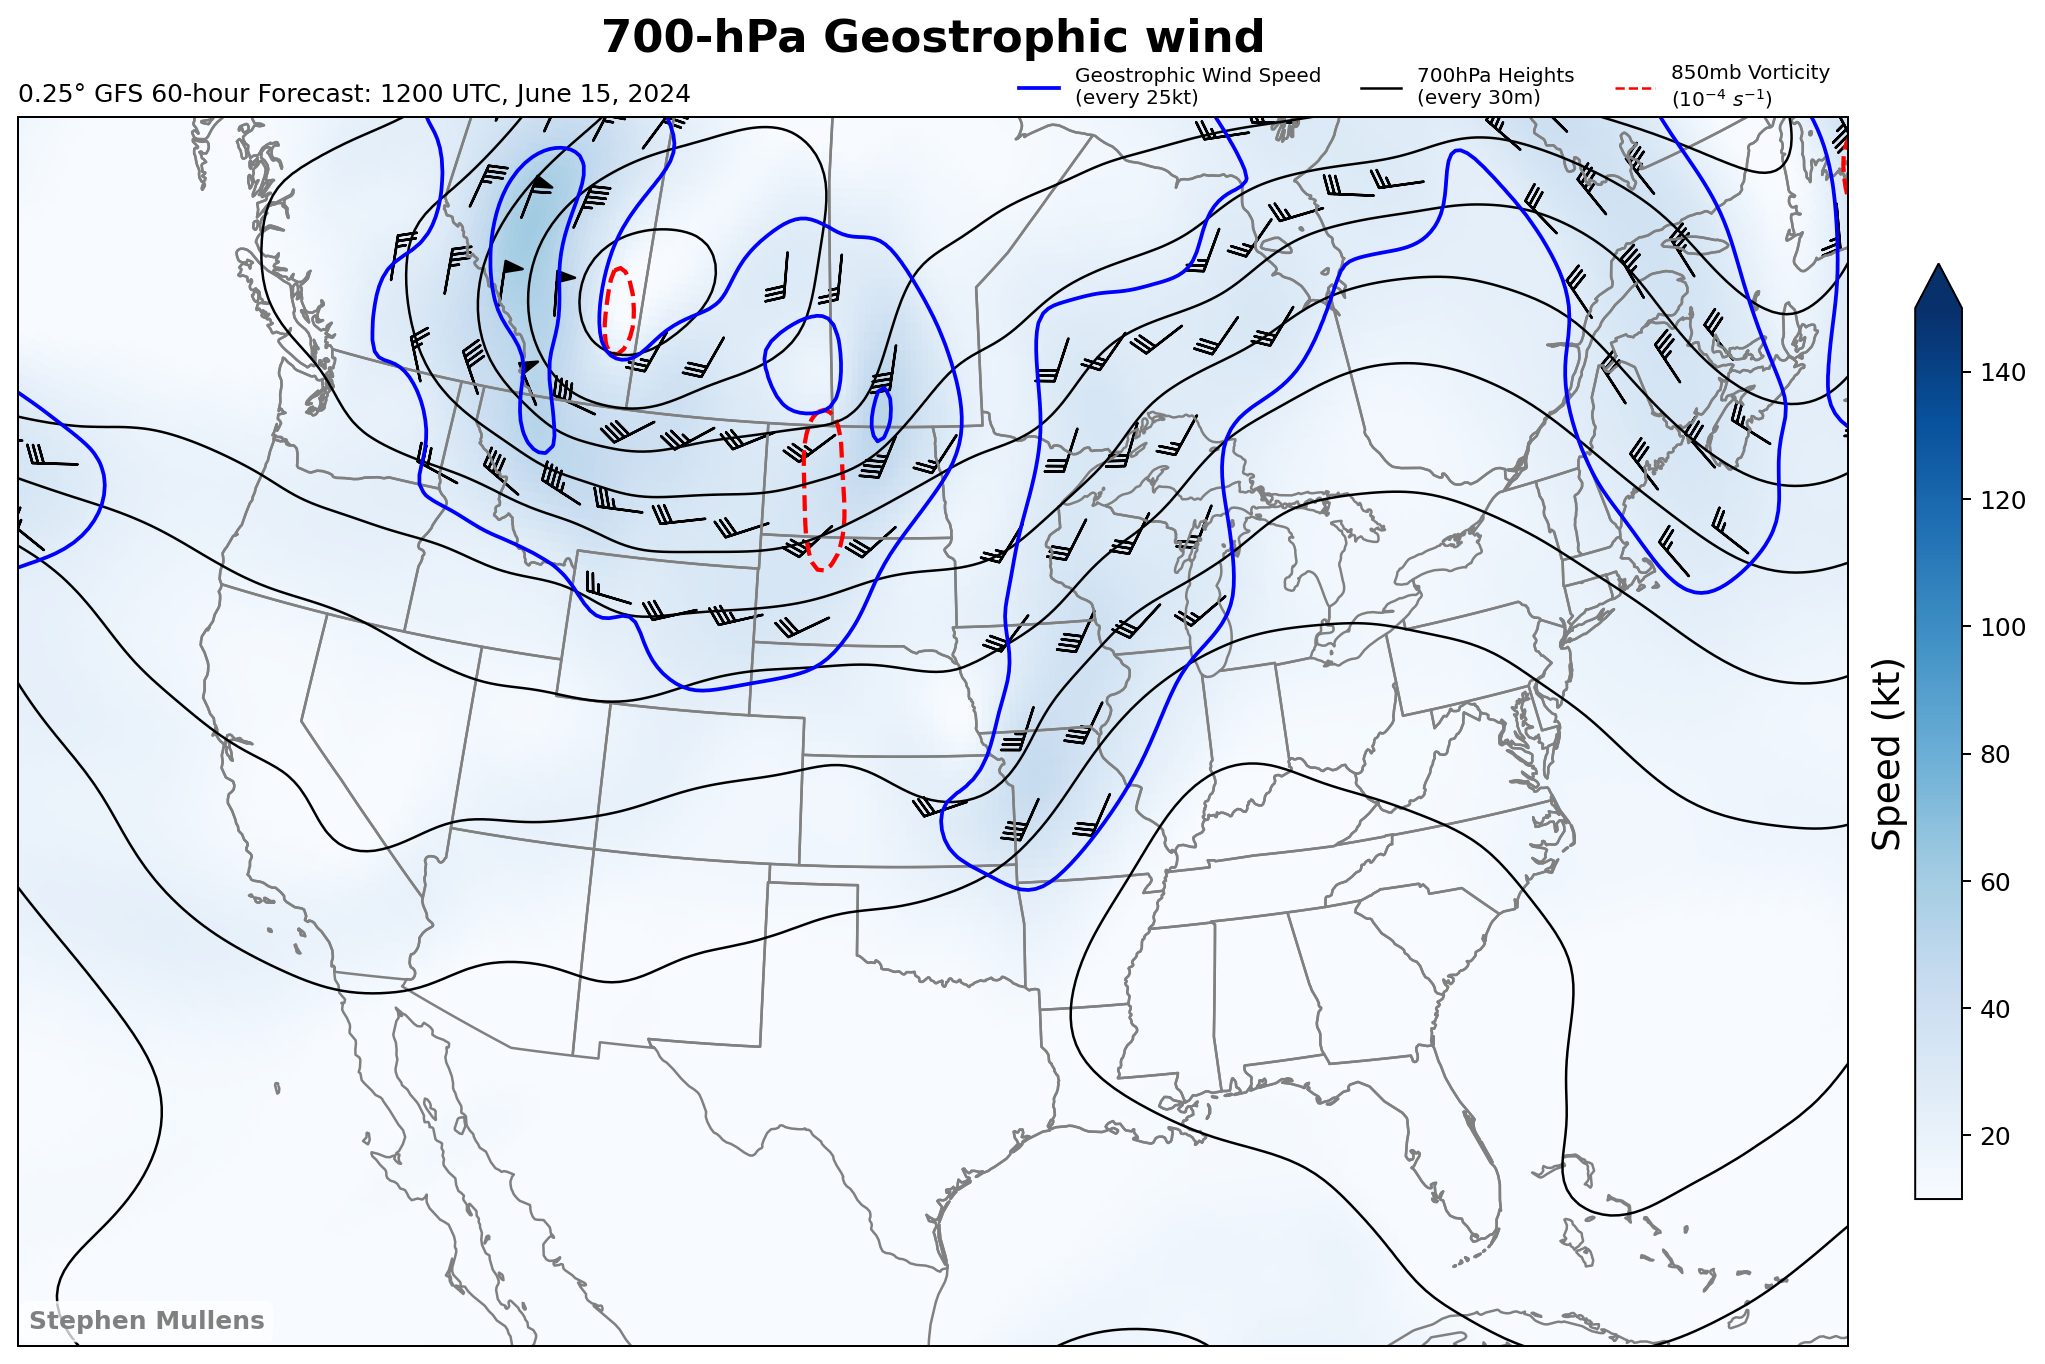 700-hPa Geostrophic wind
0.25° GFS 60-hour Forecast: 1200 UTC, June 15, 2024
Geostrophic Wind Speed
(every 25kt)
700hPa Heights
(every 30m)
850mb Vorticity
(10⁻⁴ s⁻¹)
140
120
100
80
60
40
20
Speed (kt)
Stephen Mullens